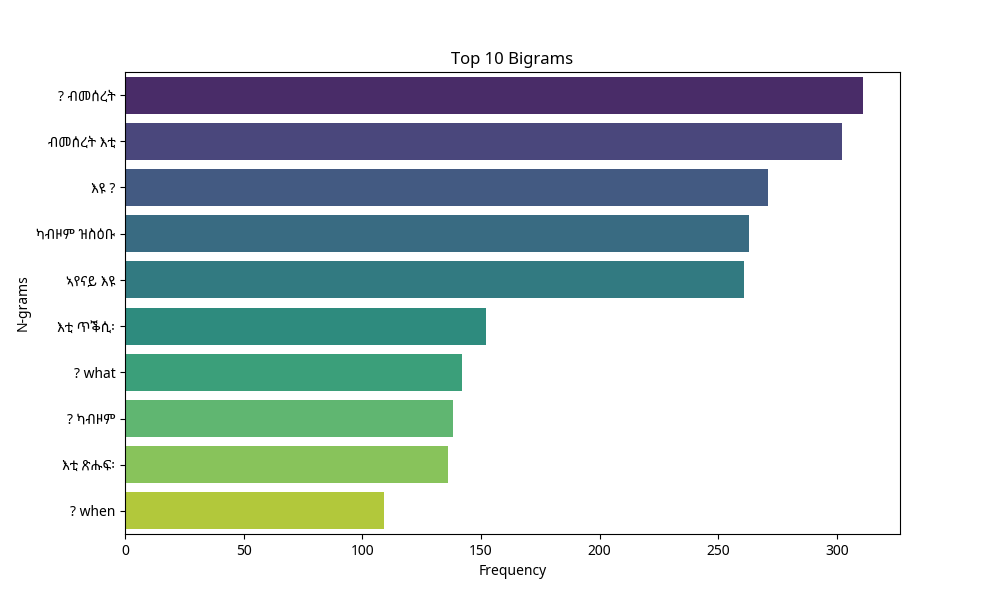 Top 10 Bigrams
? ብመሰረት
ብመሰረት እቲ
እዩ ?
ካብዞም ዝስዕቡ
ኣየናይ እዩ
እቲ ጥቕሲ፡
? what
? ካብዞም
እቲ ጽሑፍ፡
? when
N-grams
0 50 100 150 200 250 300
Frequency